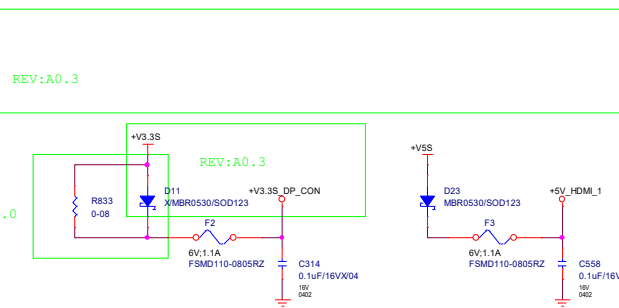 REV:A0.3
+V3.3S
REV:A0.3
+V5S
.0
R833
0-08
D11
X/MBR0530/SOD123
+V3.3S_DP_CON
D23
MBR0530/SOD123
+5V_HDMI_1
F2
6V;1.1A
FSMD110-0805RZ
C314
0.1uF/16VX/04
16V
0402
F3
6V;1.1A
FSMD110-0805RZ
C558
0.1uF/16V
16V
0402